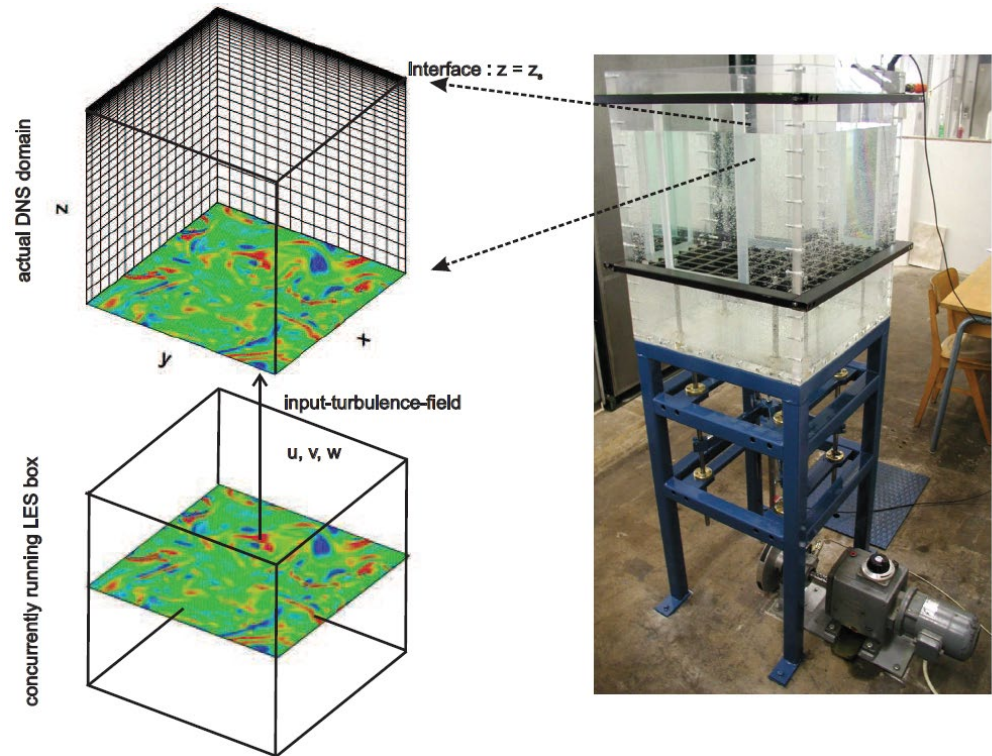 Interface : z = zs
actual DNS domain
z
y
x
input-turbulence-field
u, v, w
concurrently running LES box